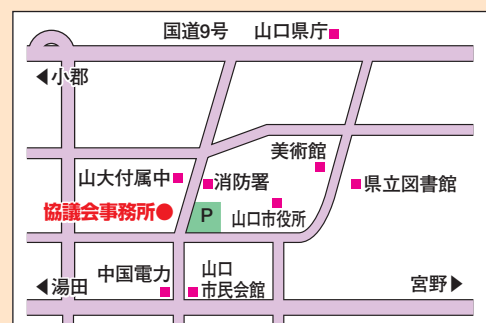 国道9号 山口県庁
◀小郡
美術館
山大付属中
消防署
県立図書館
協議会事務所
P
山口市役所
中国電力
山口
市民会館
◀湯田
宮野▶